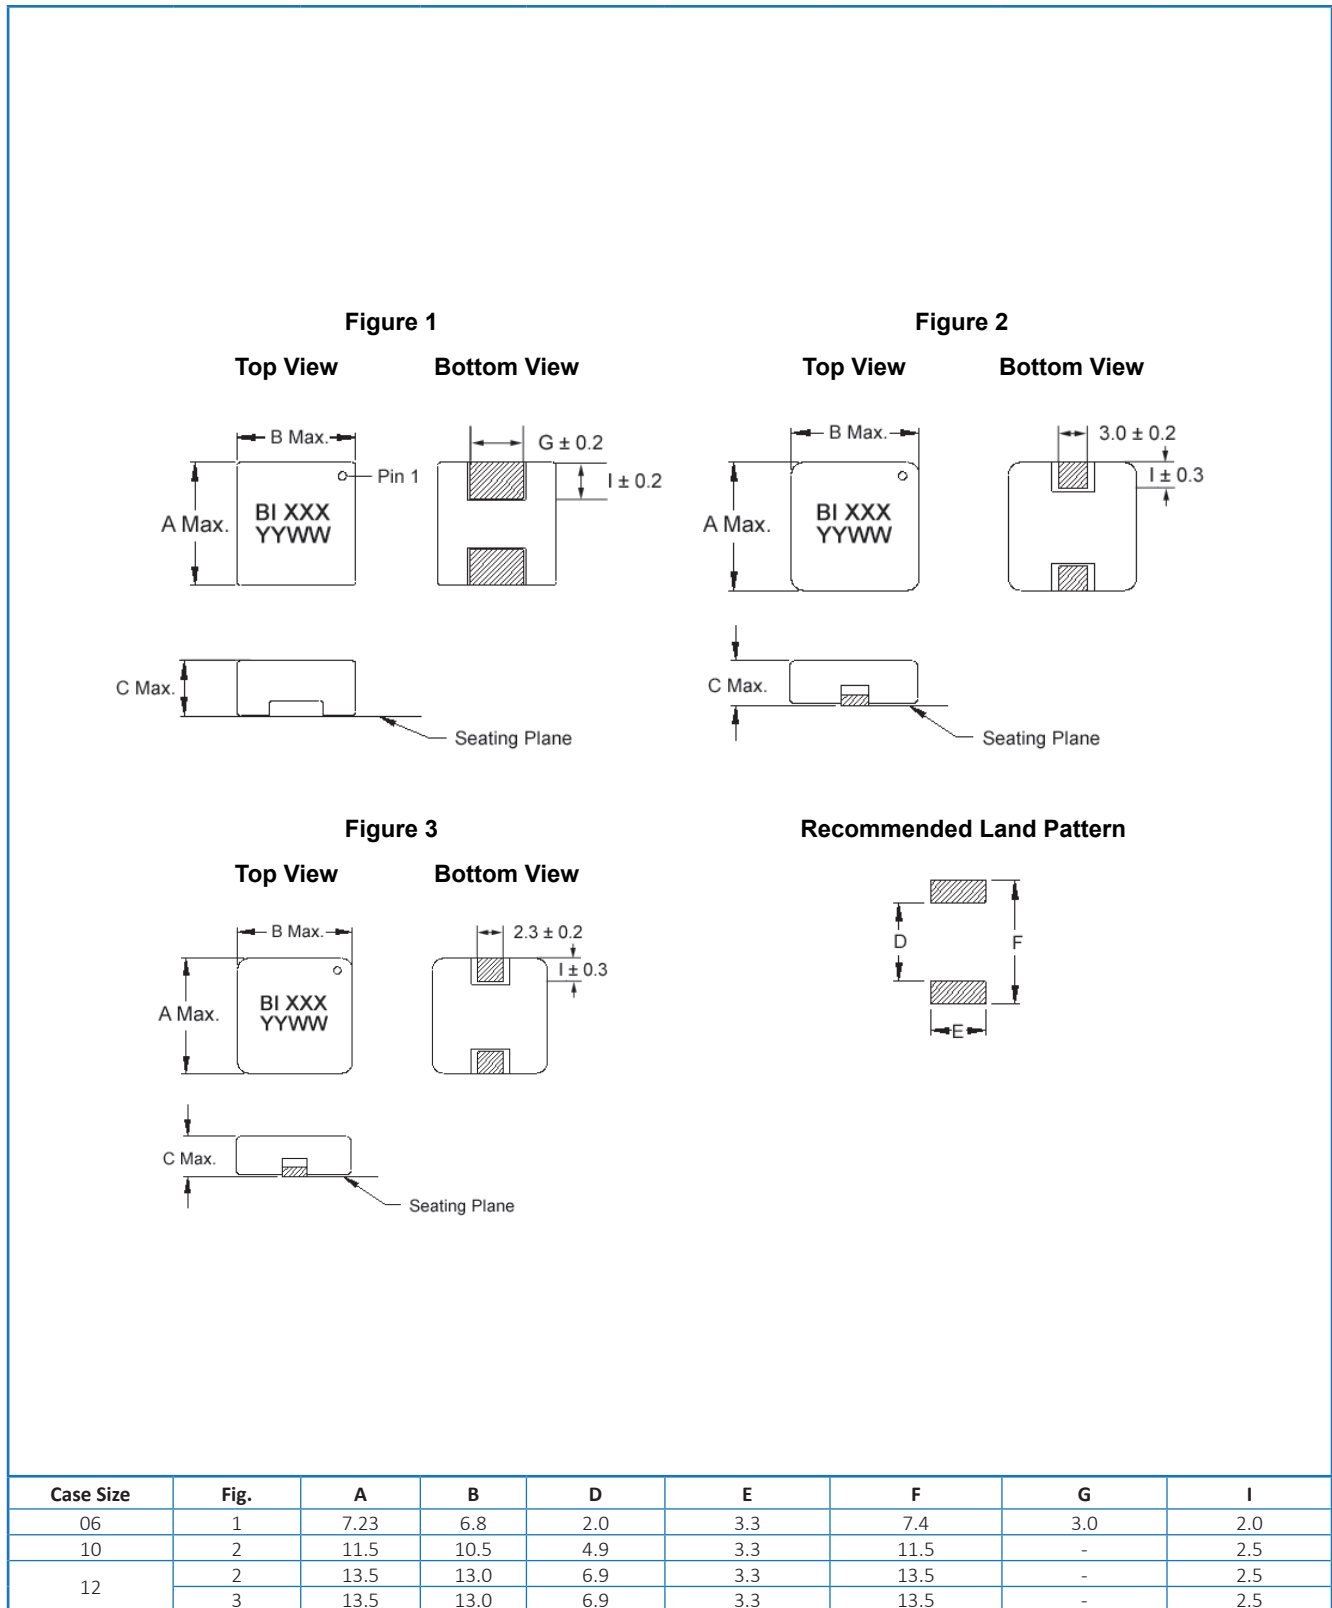 Figure 1
Top View Bottom View
B Max.
G ± 0.2
Pin 1
I ± 0.2
A Max.
BI XXX
YYWW
C Max.
Seating Plane
Figure 2
Top View Bottom View
B Max.
3.0 ± 0.2
I ± 0.3
A Max.
BI XXX
YYWW
C Max.
Seating Plane
Figure 3
Top View Bottom View
B Max.
2.3 ± 0.2
I ± 0.3
A Max.
BI XXX
YYWW
C Max.
Seating Plane
Recommended Land Pattern
D
F
E
Case Size Fig. A B D E F G I
06 1 7.23 6.8 2.0 3.3 7.4 3.0 2.0
10 2 11.5 10.5 4.9 3.3 11.5 - 2.5
12 2 13.5 13.0 6.9 3.3 13.5 - 2.5
3 13.5 13.0 6.9 3.3 13.5 - 2.5